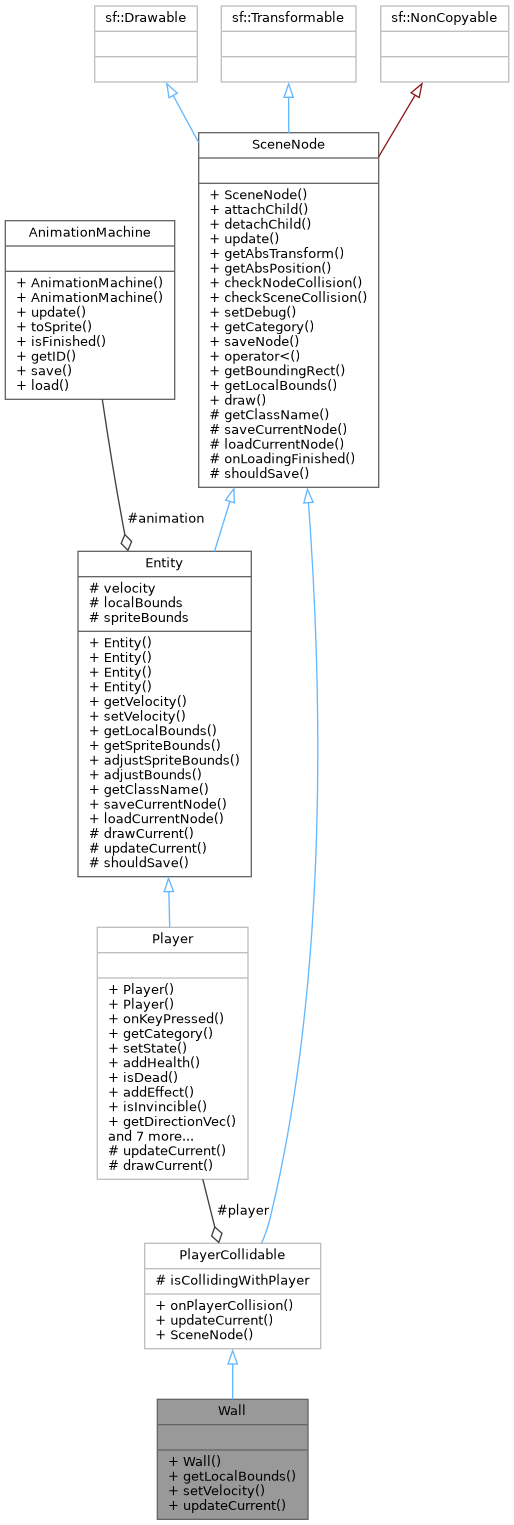 sf::Drawable
sf::Transformable
sf::NonCopyable
SceneNode
+ SceneNode()
+ attachChild()
+ detachChild()
+ update()
+ getAbsTransform()
+ getAbsPosition()
+ checkNodeCollision()
+ checkSceneCollision()
+ setDebug()
+ getCategory()
+ saveNode()
+ operator<()
+ getBoundingRect()
+ getLocalBounds()
+ draw()
# getClassName()
# saveCurrentNode()
# loadCurrentNode()
# onLoadingFinished()
# shouldSave()
AnimationMachine
+ AnimationMachine()
+ AnimationMachine()
+ update()
+ toSprite()
+ isFinished()
+ getID()
+ save()
+ load()
#animation
Entity
# velocity
# localBounds
# spriteBounds
+ Entity()
+ Entity()
+ Entity()
+ Entity()
+ getVelocity()
+ setVelocity()
+ getLocalBounds()
+ getSpriteBounds()
+ adjustSpriteBounds()
+ adjustBounds()
+ getClassName()
+ saveCurrentNode()
+ loadCurrentNode()
# drawCurrent()
# updateCurrent()
# shouldSave()
Player
+ Player()
+ Player()
+ onKeyPressed()
+ getCategory()
+ setState()
+ addHealth()
+ isDead()
+ addEffect()
+ isInvincible()
+ getDirectionVec()
and 7 more...
# updateCurrent()
# drawCurrent()
#player
PlayerCollidable
# isCollidingWithPlayer
+ onPlayerCollision()
+ updateCurrent()
+ SceneNode()
Wall
+ Wall()
+ getLocalBounds()
+ setVelocity()
+ updateCurrent()